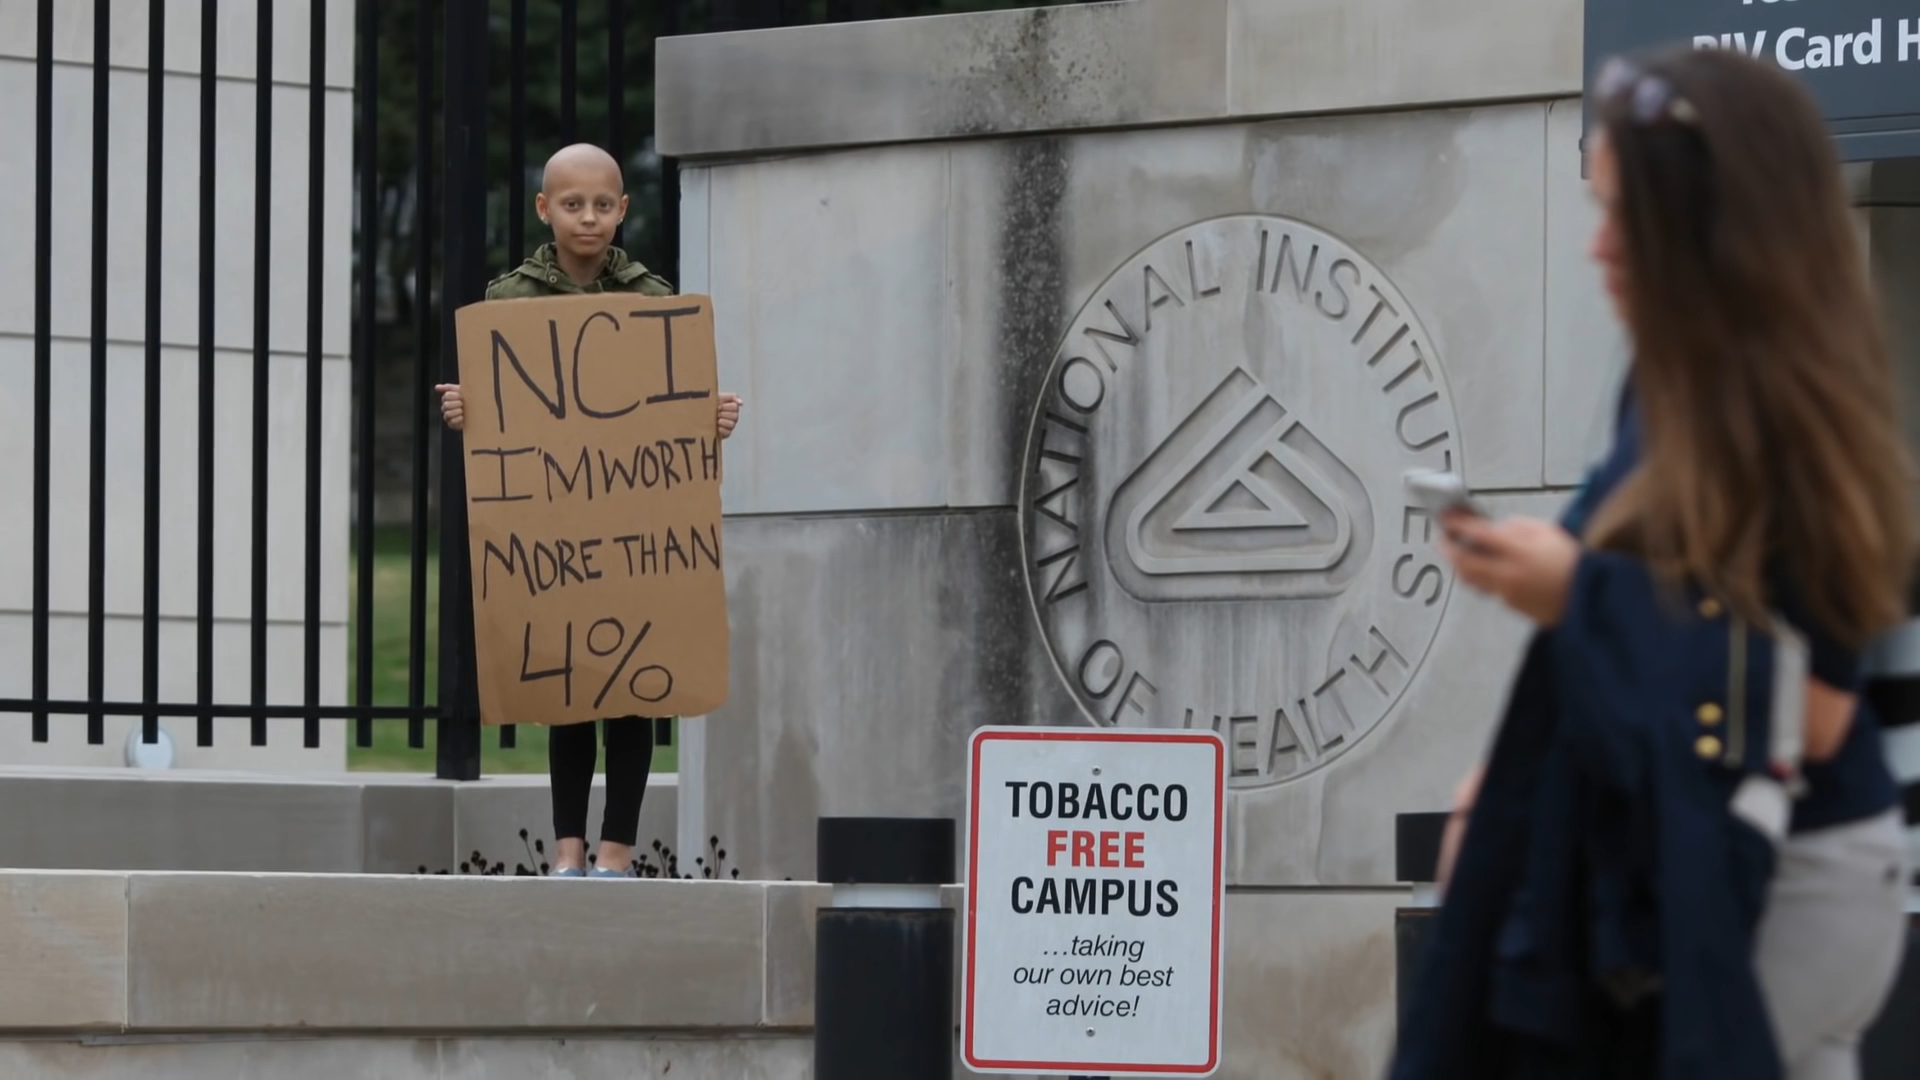 NCI
I'M WORTH
MORE THAN
4%
NATIONAL INSTITUTES
OF HEALTH
PIV Card
TOBACCO
FREE
CAMPUS
...taking
our own best
advice!